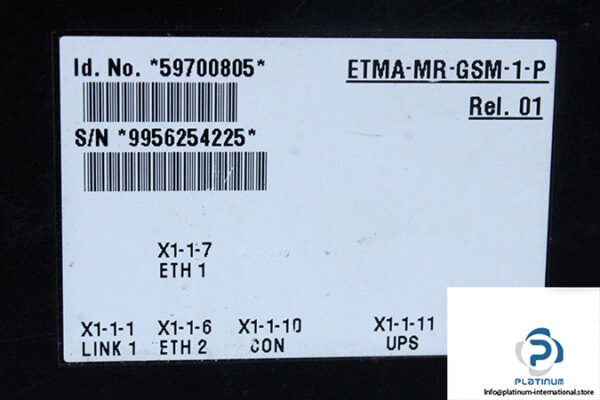 Id. No. *59700805*
ETMA-MR-GSM-1-P
Rel. 01
S/N *9956254225*
X1-1-7
ETH 1
X1-1-1 X1-1-6 X1-1-10 X1-1-11
LINK 1 ETH 2 CON UPS
PLATINUM
Info@platinum-international.store